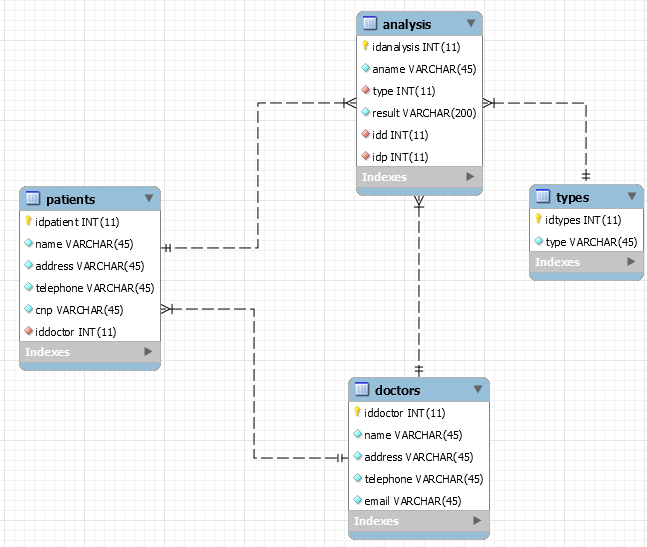 analysis
idanalysis INT(11)
aname VARCHAR(45)
type INT(11)
result VARCHAR(200)
idd INT(11)
idp INT(11)
Indexes
patients
idpatient INT(11)
name VARCHAR(45)
address VARCHAR(45)
telephone VARCHAR(45)
cnp VARCHAR(45)
iddoctor INT(11)
Indexes
types
idtypes INT(11)
type VARCHAR(45)
Indexes
doctors
iddoctor INT(11)
name VARCHAR(45)
address VARCHAR(45)
telephone VARCHAR(45)
email VARCHAR(45)
Indexes